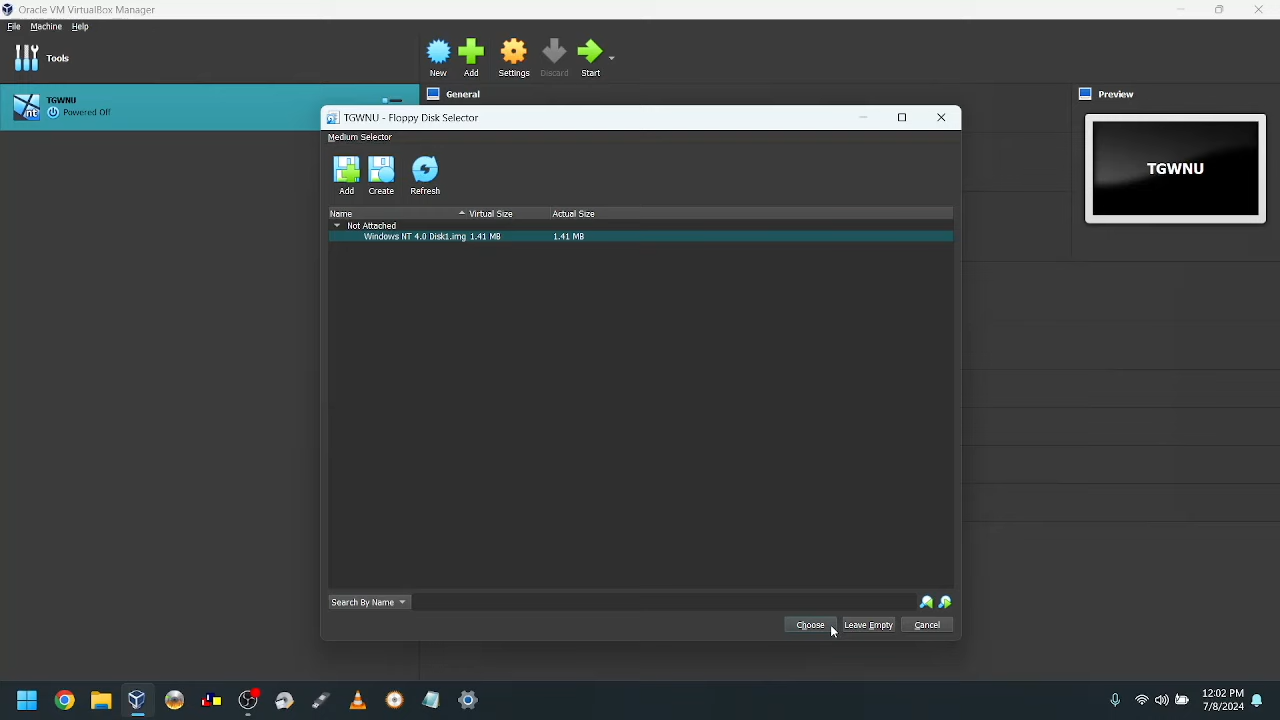 Oracle VM VirtualBox Manager
File Machine Help
Tools
New Add Settings Discard Start
TGWNU
Powered Off
General
Preview
TGWNU
TGWNU - Floppy Disk Selector
Medium Selector
Add Create Refresh
Name Virtual Size Actual Size
Not Attached
Windows NT 4.0 Disk1.img 1.41 MB 1.41 MB
Search By Name
Choose Leave Empty Cancel
12:02 PM
7/8/2024